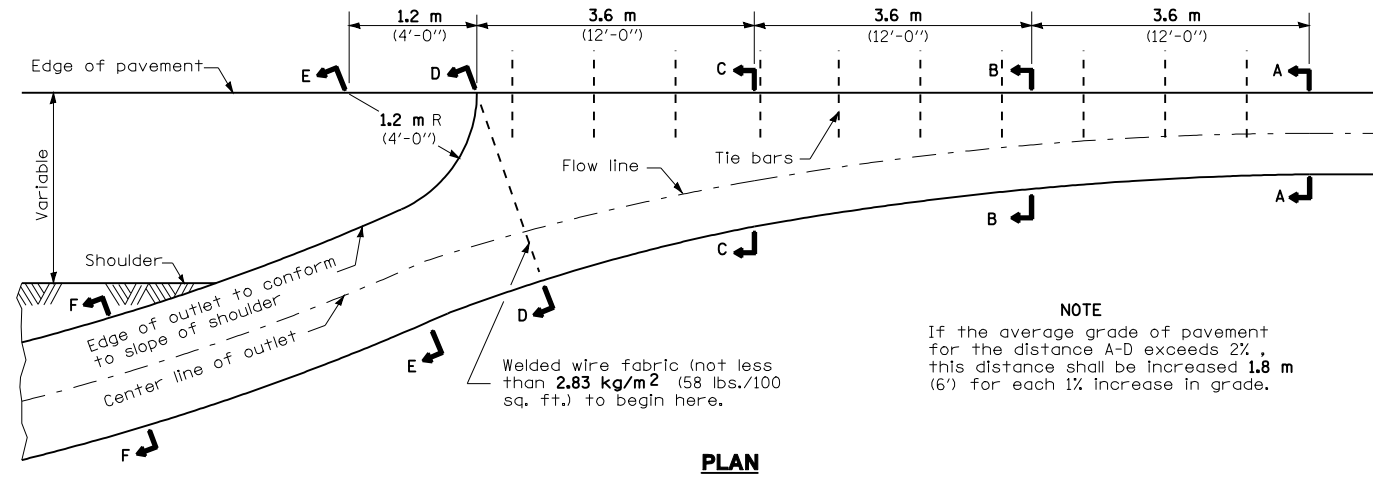 1.2 m
(4'-0'')
3.6 m
(12'-0'')
3.6 m
(12'-0'')
3.6 m
(12'-0'')
Edge of pavement
E
D
C
B
A
1.2 m R
(4'-0'')
Variable
Tie bars
Flow line
Shoulder
A
B
C
D
E
F
F
Edge of outlet to conform
to slope of shoulder
Center line of outlet
Welded wire fabric (not less
than 2.83 kg/m² (58 lbs./100
sq. ft.) to begin here.
NOTE
If the average grade of pavement
for the distance A-D exceeds 2% ,
this distance shall be increased 1.8 m
(6') for each 1% increase in grade.
PLAN